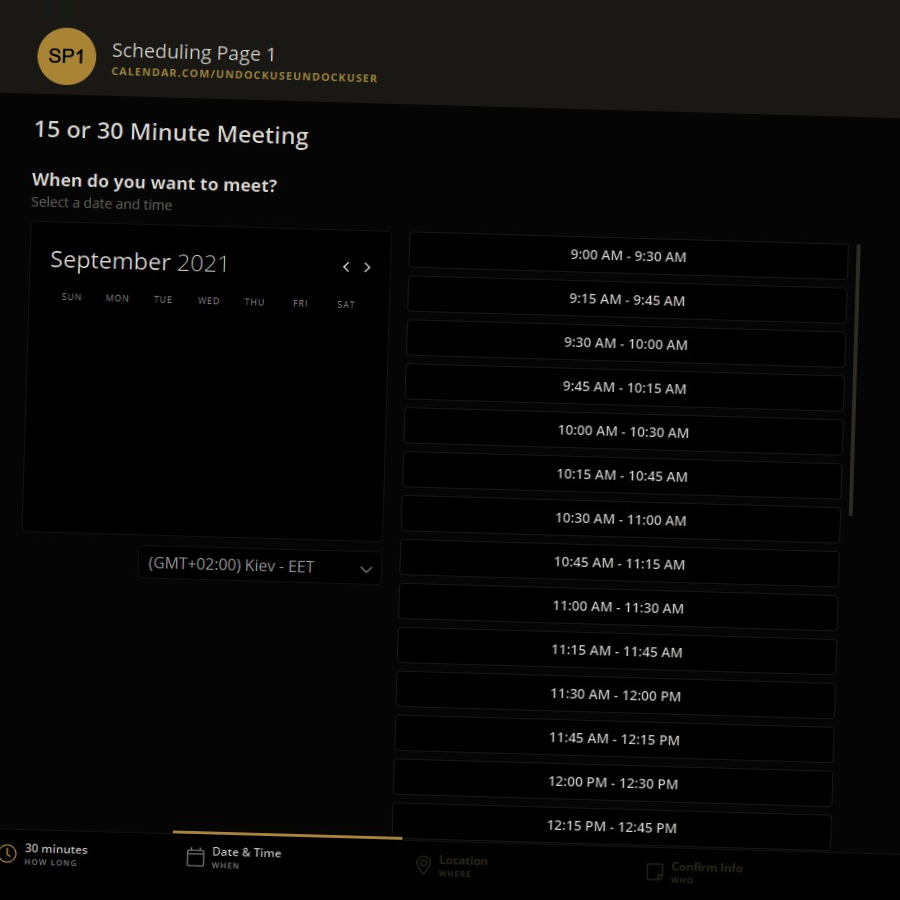 SP1
Scheduling Page 1
CALENDAR.COM/UNDOCKUSEUNDOCKUSER
15 or 30 Minute Meeting
When do you want to meet?
Select a date and time
September 2021
SUN MON TUE WED THU FRI SAT
(GMT+02:00) Kiev - EET
9:00 AM - 9:30 AM
9:15 AM - 9:45 AM
9:30 AM - 10:00 AM
9:45 AM - 10:15 AM
10:00 AM - 10:30 AM
10:15 AM - 10:45 AM
10:30 AM - 11:00 AM
10:45 AM - 11:15 AM
11:00 AM - 11:30 AM
11:15 AM - 11:45 AM
11:30 AM - 12:00 PM
11:45 AM - 12:15 PM
12:00 PM - 12:30 PM
12:15 PM - 12:45 PM
30 minutes
HOW LONG
Date & Time
WHEN
Location
WHERE
Confirm Info
WHO